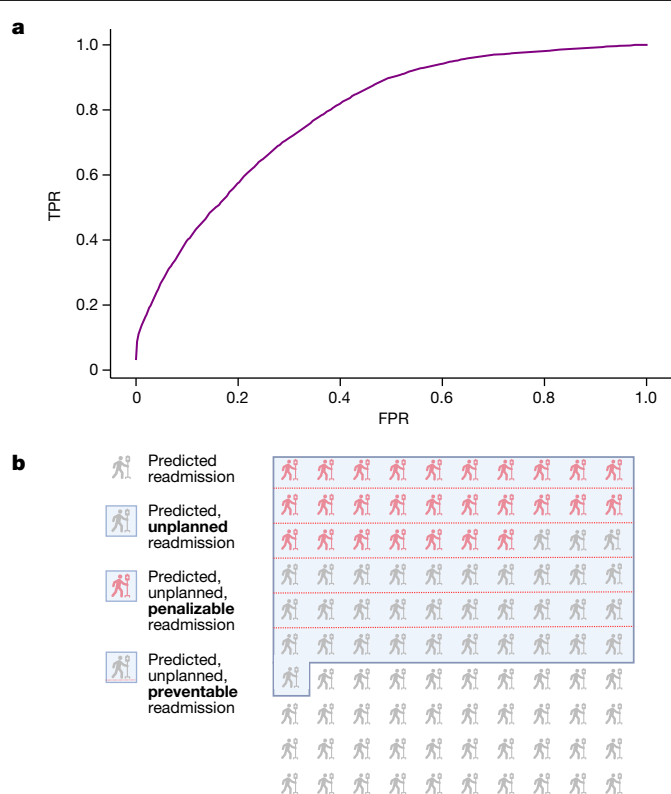 a
1.0
0.8
0.6
0.4
0.2
0
TPR
0
0.2
0.4
0.6
0.8
1.0
FPR
b
Predicted
readmission
Predicted,
unplanned
readmission
Predicted,
unplanned,
penalizable
readmission
Predicted,
unplanned,
preventable
readmission